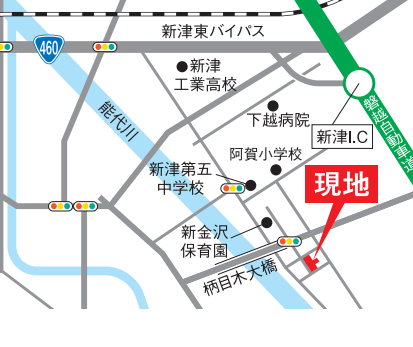 新津東バイパス
460
新津
工業高校
能代川
下越病院
磐越自動車道
新津I.C
阿賀小学校
新津第五
中学校
現地
新金沢
保育園
柄目木大橋